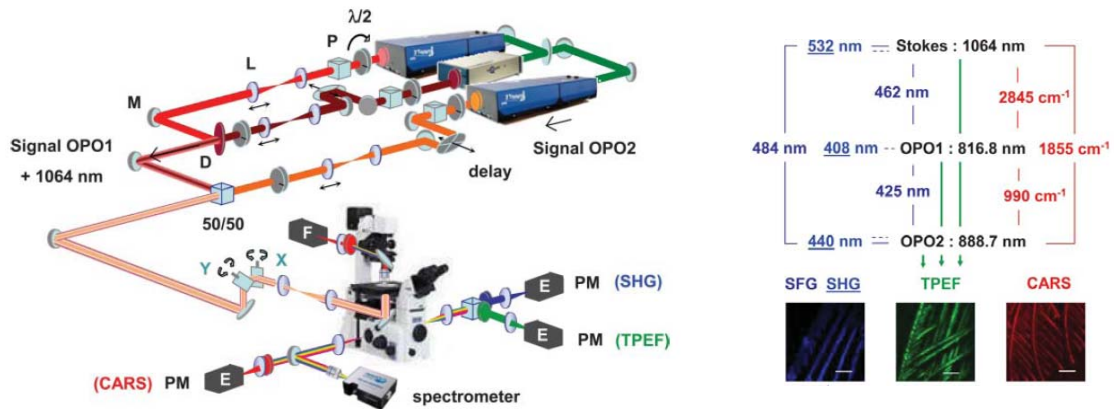 λ/2
P
L
M
Signal OPO1
+ 1064 nm
D
Signal OPO2
delay
50/50
F
Y
X
E
PM
(SHG)
E
PM
(TPEF)
(CARS)
PM
E
spectrometer
532 nm
Stokes : 1064 nm
462 nm
2845 cm⁻¹
484 nm
408 nm
OPO1 : 816.8 nm
1855 cm⁻¹
425 nm
990 cm⁻¹
440 nm
OPO2 : 888.7 nm
SFG SHG
TPEF
CARS